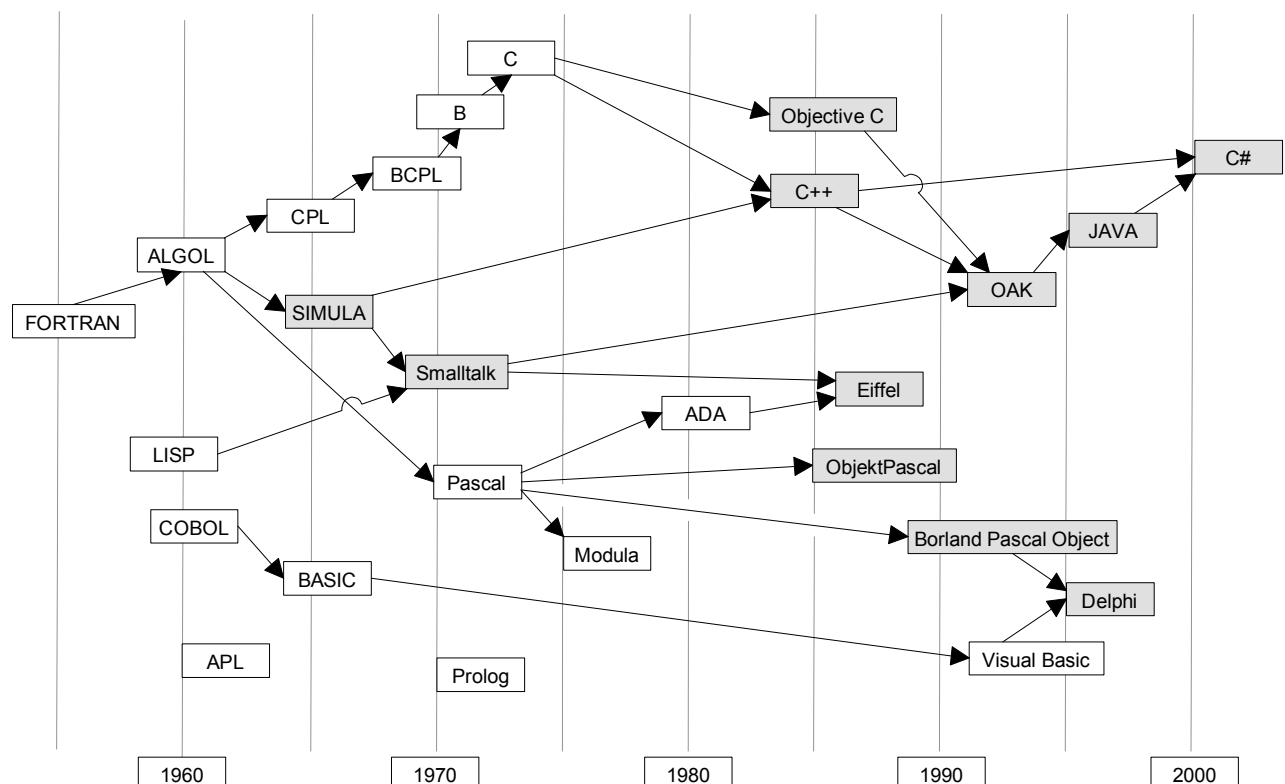 C
B
Objective C
BCPL
C#
C++
CPL
JAVA
ALGOL
OAK
SIMULA
FORTRAN
Smalltalk
Eiffel
ADA
LISP
ObjektPascal
Pascal
COBOL
Borland Pascal Object
Modula
BASIC
Delphi
APL
Visual Basic
Prolog
1960
1970
1980
1990
2000